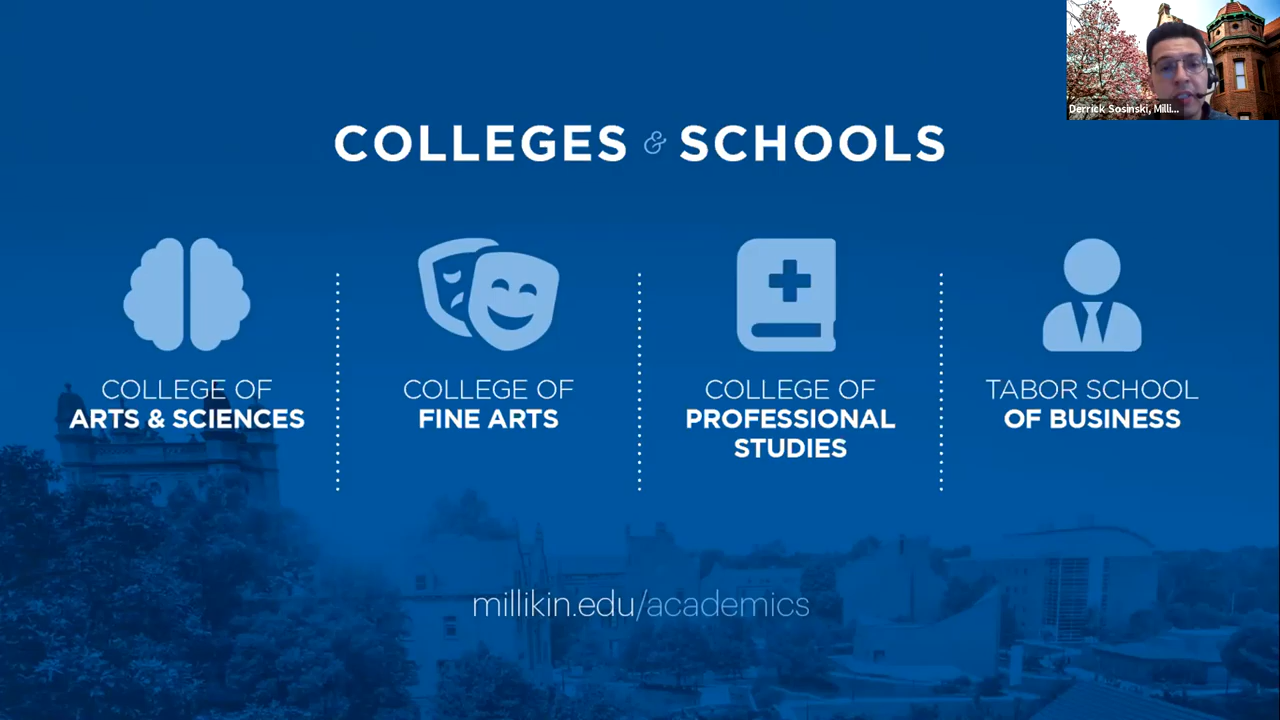 Derrick Sosinski, Milli...
COLLEGES & SCHOOLS
COLLEGE OF
ARTS & SCIENCES
COLLEGE OF
FINE ARTS
COLLEGE OF
PROFESSIONAL
STUDIES
TABOR SCHOOL
OF BUSINESS
millikin.edu/academics